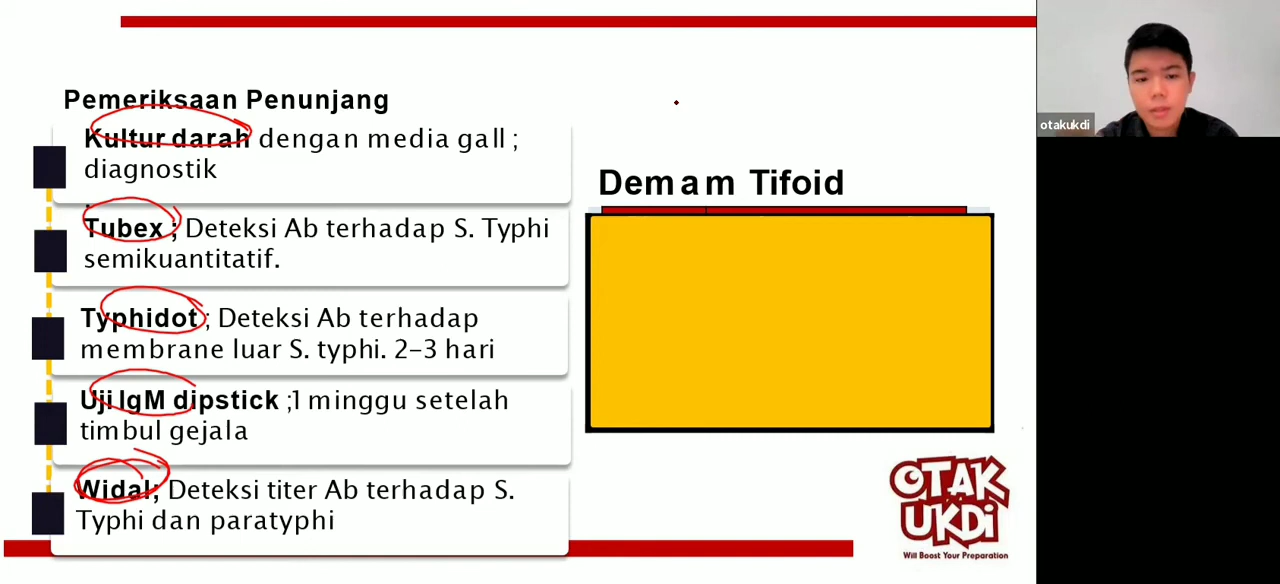 Pemeriksaan Penunjang
Kultur darah dengan media gall ;
diagnostik
Tubex ; Deteksi Ab terhadap S. Typhi
semikuantitatif.
Typhidot ; Deteksi Ab terhadap
membrane luar S. typhi. 2-3 hari
Uji IgM dipstick ;1 minggu setelah
timbul gejala
Widal; Deteksi titer Ab terhadap S.
Typhi dan paratyphi
Demam Tifoid
OTAK
UKDi
Will Boost Your Preparation
otakukdi